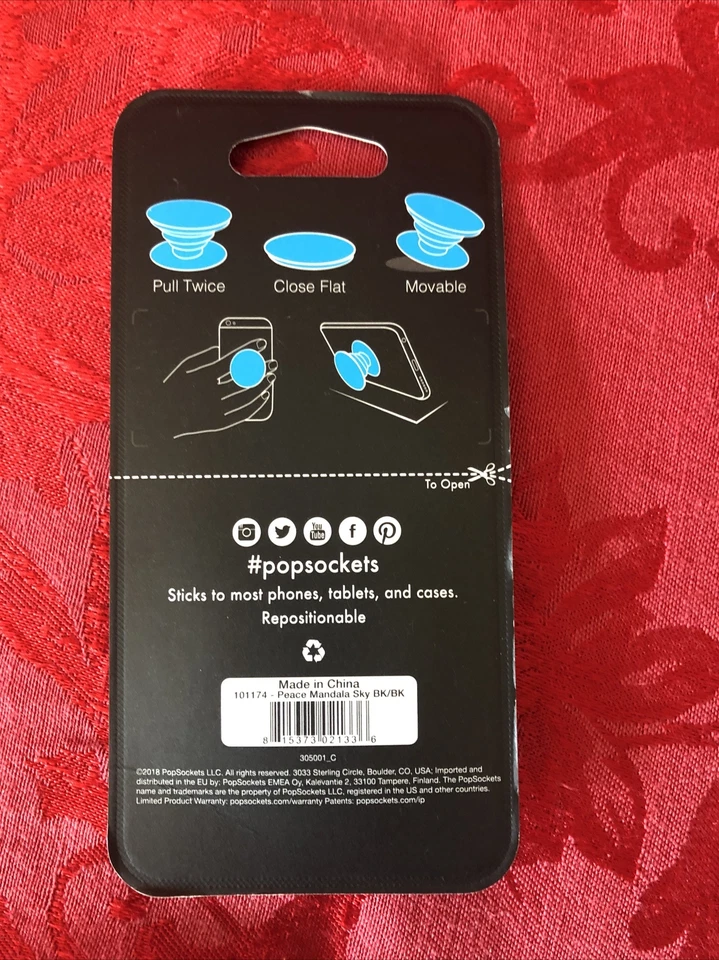 Pull Twice
Close Flat
Movable
To Open
You
Tube
f
#popsockets
Sticks to most phones, tablets, and cases.
Repositionable
Made in China
101174 - Peace Mandala Sky BK/BK
8 15373 02133 6
305001_C
©2018 PopSockets LLC. All rights reserved. 3033 Sterling Circle, Boulder, CO, USA: Imported and
distributed in the EU by: PopSockets EMEA Oy, Kalevantie 2, 33100 Tampere, Finland. The PopSockets
name and trademarks are the property of PopSockets LLC, registered in the US and other countries.
Limited Product Warranty: popsockets.com/warranty Patents: popsockets.com/ip